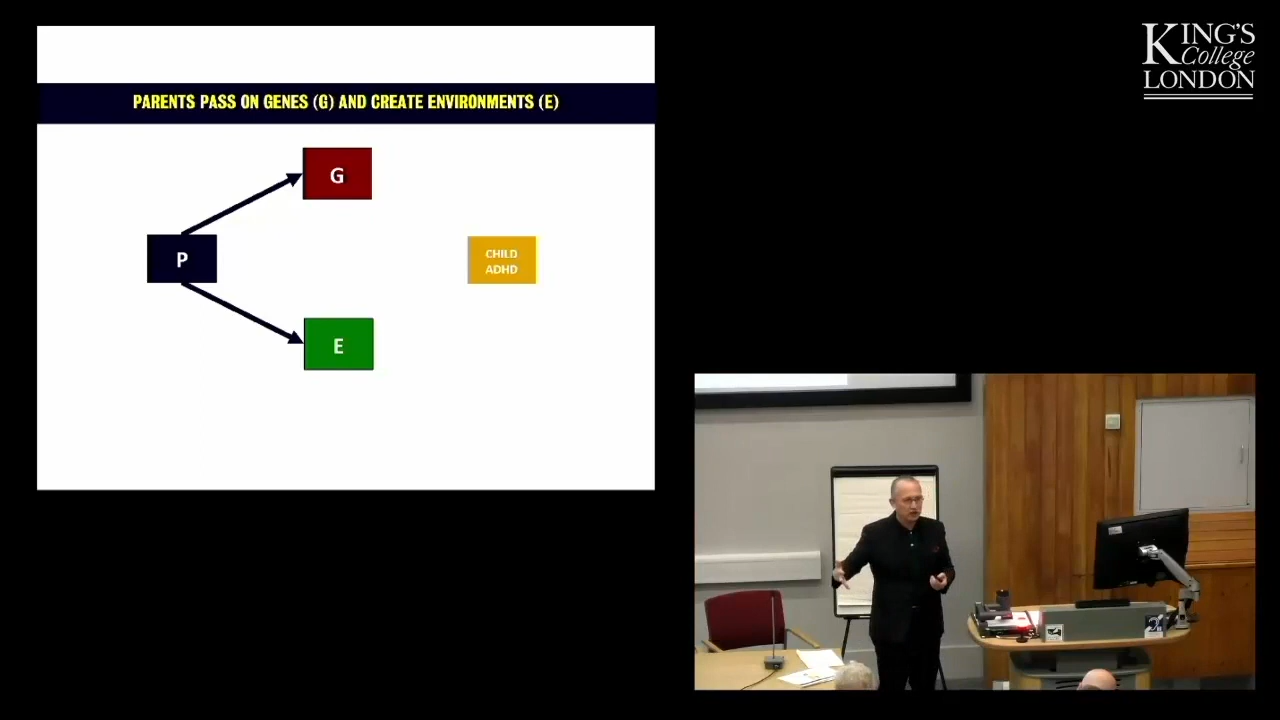 PARENTS PASS ON GENES (G) AND CREATE ENVIRONMENTS (E)
G
P
CHILD
ADHD
E
KING'S
College
LONDON